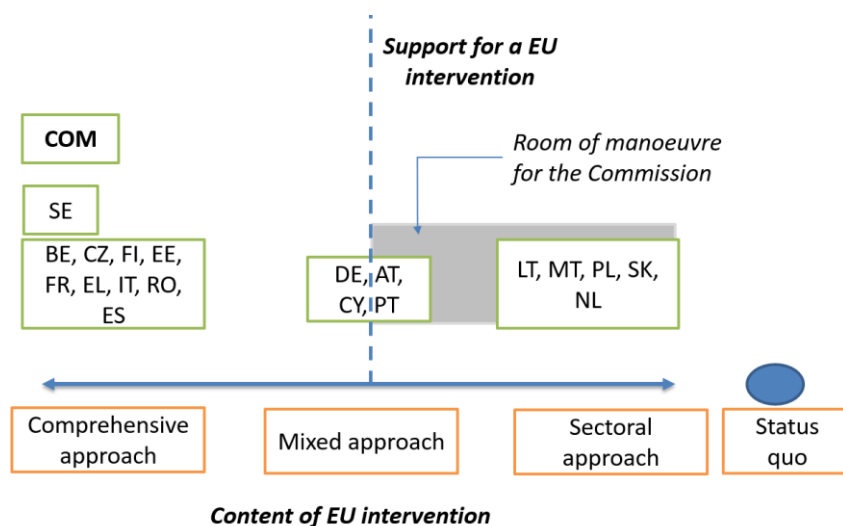 Support for a EU
intervention
COM
Room of manoeuvre
for the Commission
SE
BE, CZ, FI, EE,
FR, EL, IT, RO,
ES
DE, AT,
CY, PT
LT, MT, PL, SK,
NL
Comprehensive
approach
Mixed approach
Sectoral
approach
Status
quo
Content of EU intervention